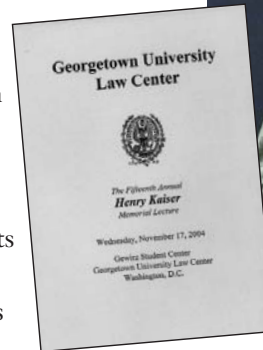 Georgetown University
Law Center
The Fifteenth Annual
Henry Kaiser
Memorial Lecture
Wednesday, November 17, 2004
Gewirz Student Center
Georgetown University Law Center
Washington, D.C.
ts
s